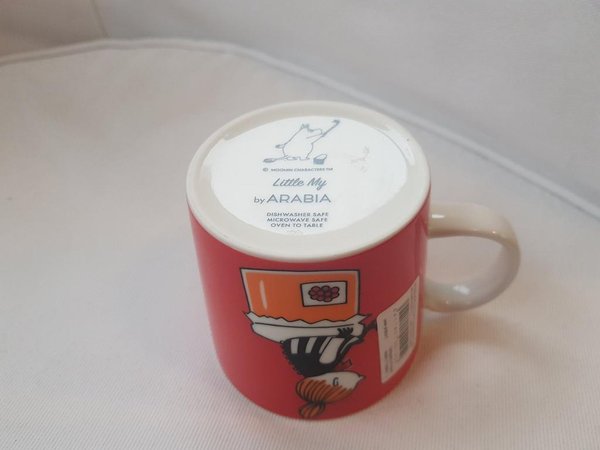 © MOOMIN CHARACTERS™
Little My
by ARABIA
DISHWASHER SAFE
MICROWAVE SAFE
OVEN TO TABLE